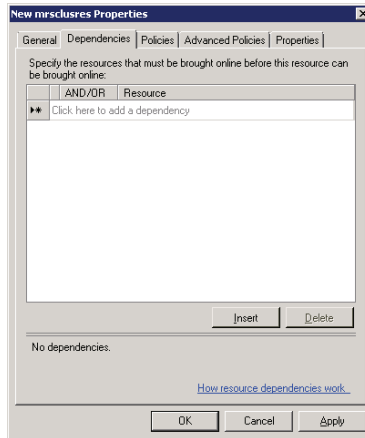 New mrsclusres Properties
General Dependencies Policies Advanced Policies Properties
Specify the resources that must be brought online before this resource can
be brought online:
AND/OR Resource
Click here to add a dependency
Insert Delete
No dependencies.
How resource dependencies work
OK Cancel Apply